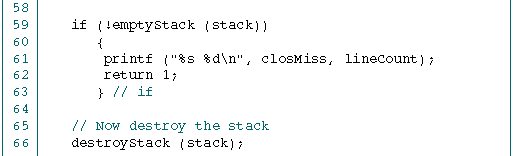 58
59 if (!emptyStack (stack))
60 {
61 printf ("%s %d\n", closMiss, lineCount);
62 return 1;
63 } // if
64
65 // Now destroy the stack
66 destroyStack (stack);